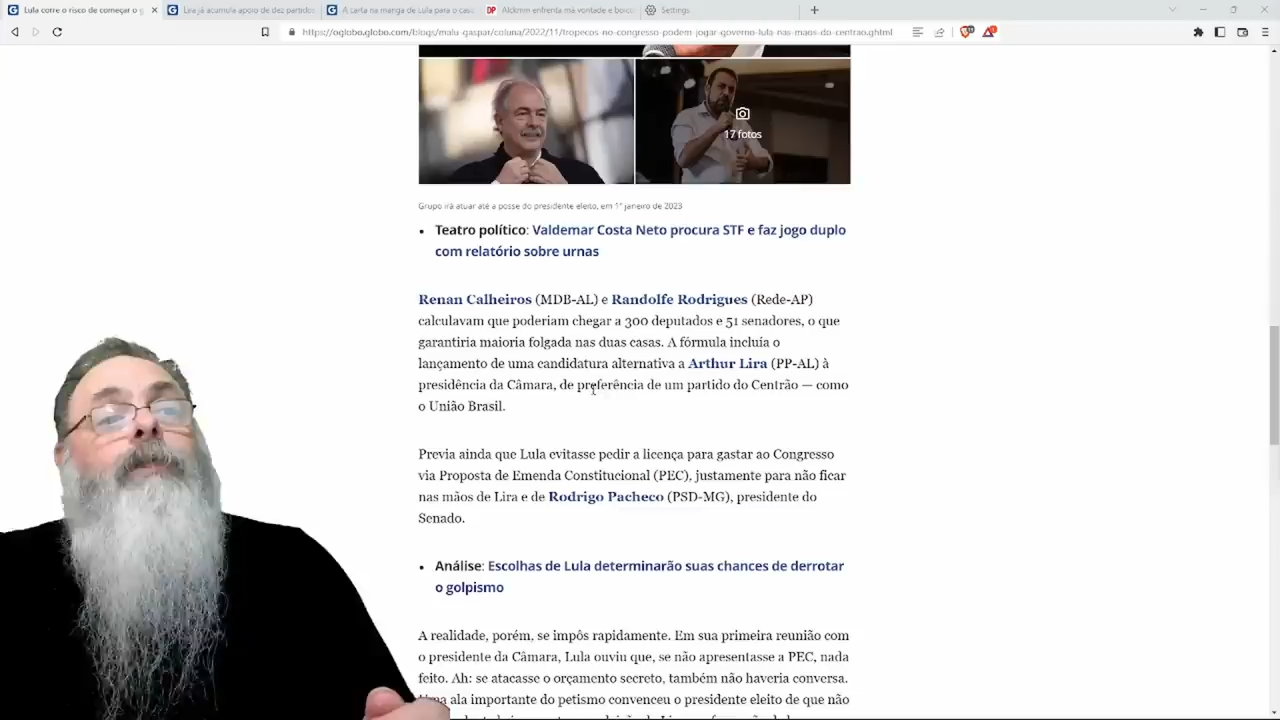 Lula corre o risco de começar o g
Lira já acumula apoio de dez partidos
A carta na manga de Lula para o caso
DP Alckmin enfrenta má vontade e boico
Settings
https://oglobo.globo.com/blogs/malu-gaspar/coluna/2022/11/tropecos-no-congresso-podem-jogar-governo-lula-nas-maos-do-centrao.ghtml
17 fotos
Grupo irá atuar até a posse do presidente eleito, em 1º janeiro de 2023
• Teatro político: Valdemar Costa Neto procura STF e faz jogo duplo
com relatório sobre urnas
Renan Calheiros (MDB-AL) e Randolfe Rodrigues (Rede-AP)
calculavam que poderiam chegar a 300 deputados e 51 senadores, o que
garantiria maioria folgada nas duas casas. A fórmula incluía o
lançamento de uma candidatura alternativa a Arthur Lira (PP-AL) à
presidência da Câmara, de preferência de um partido do Centrão — como
o União Brasil.
Previa ainda que Lula evitasse pedir a licença para gastar ao Congresso
via Proposta de Emenda Constitucional (PEC), justamente para não ficar
nas mãos de Lira e de Rodrigo Pacheco (PSD-MG), presidente do
Senado.
• Análise: Escolhas de Lula determinarão suas chances de derrotar
o golpismo
A realidade, porém, se impôs rapidamente. Em sua primeira reunião com
o presidente da Câmara, Lula ouviu que, se não apresentasse a PEC, nada
feito. Ah: se atacasse o orçamento secreto, também não haveria conversa.
Uma ala importante do petismo convenceu o presidente eleito de que não